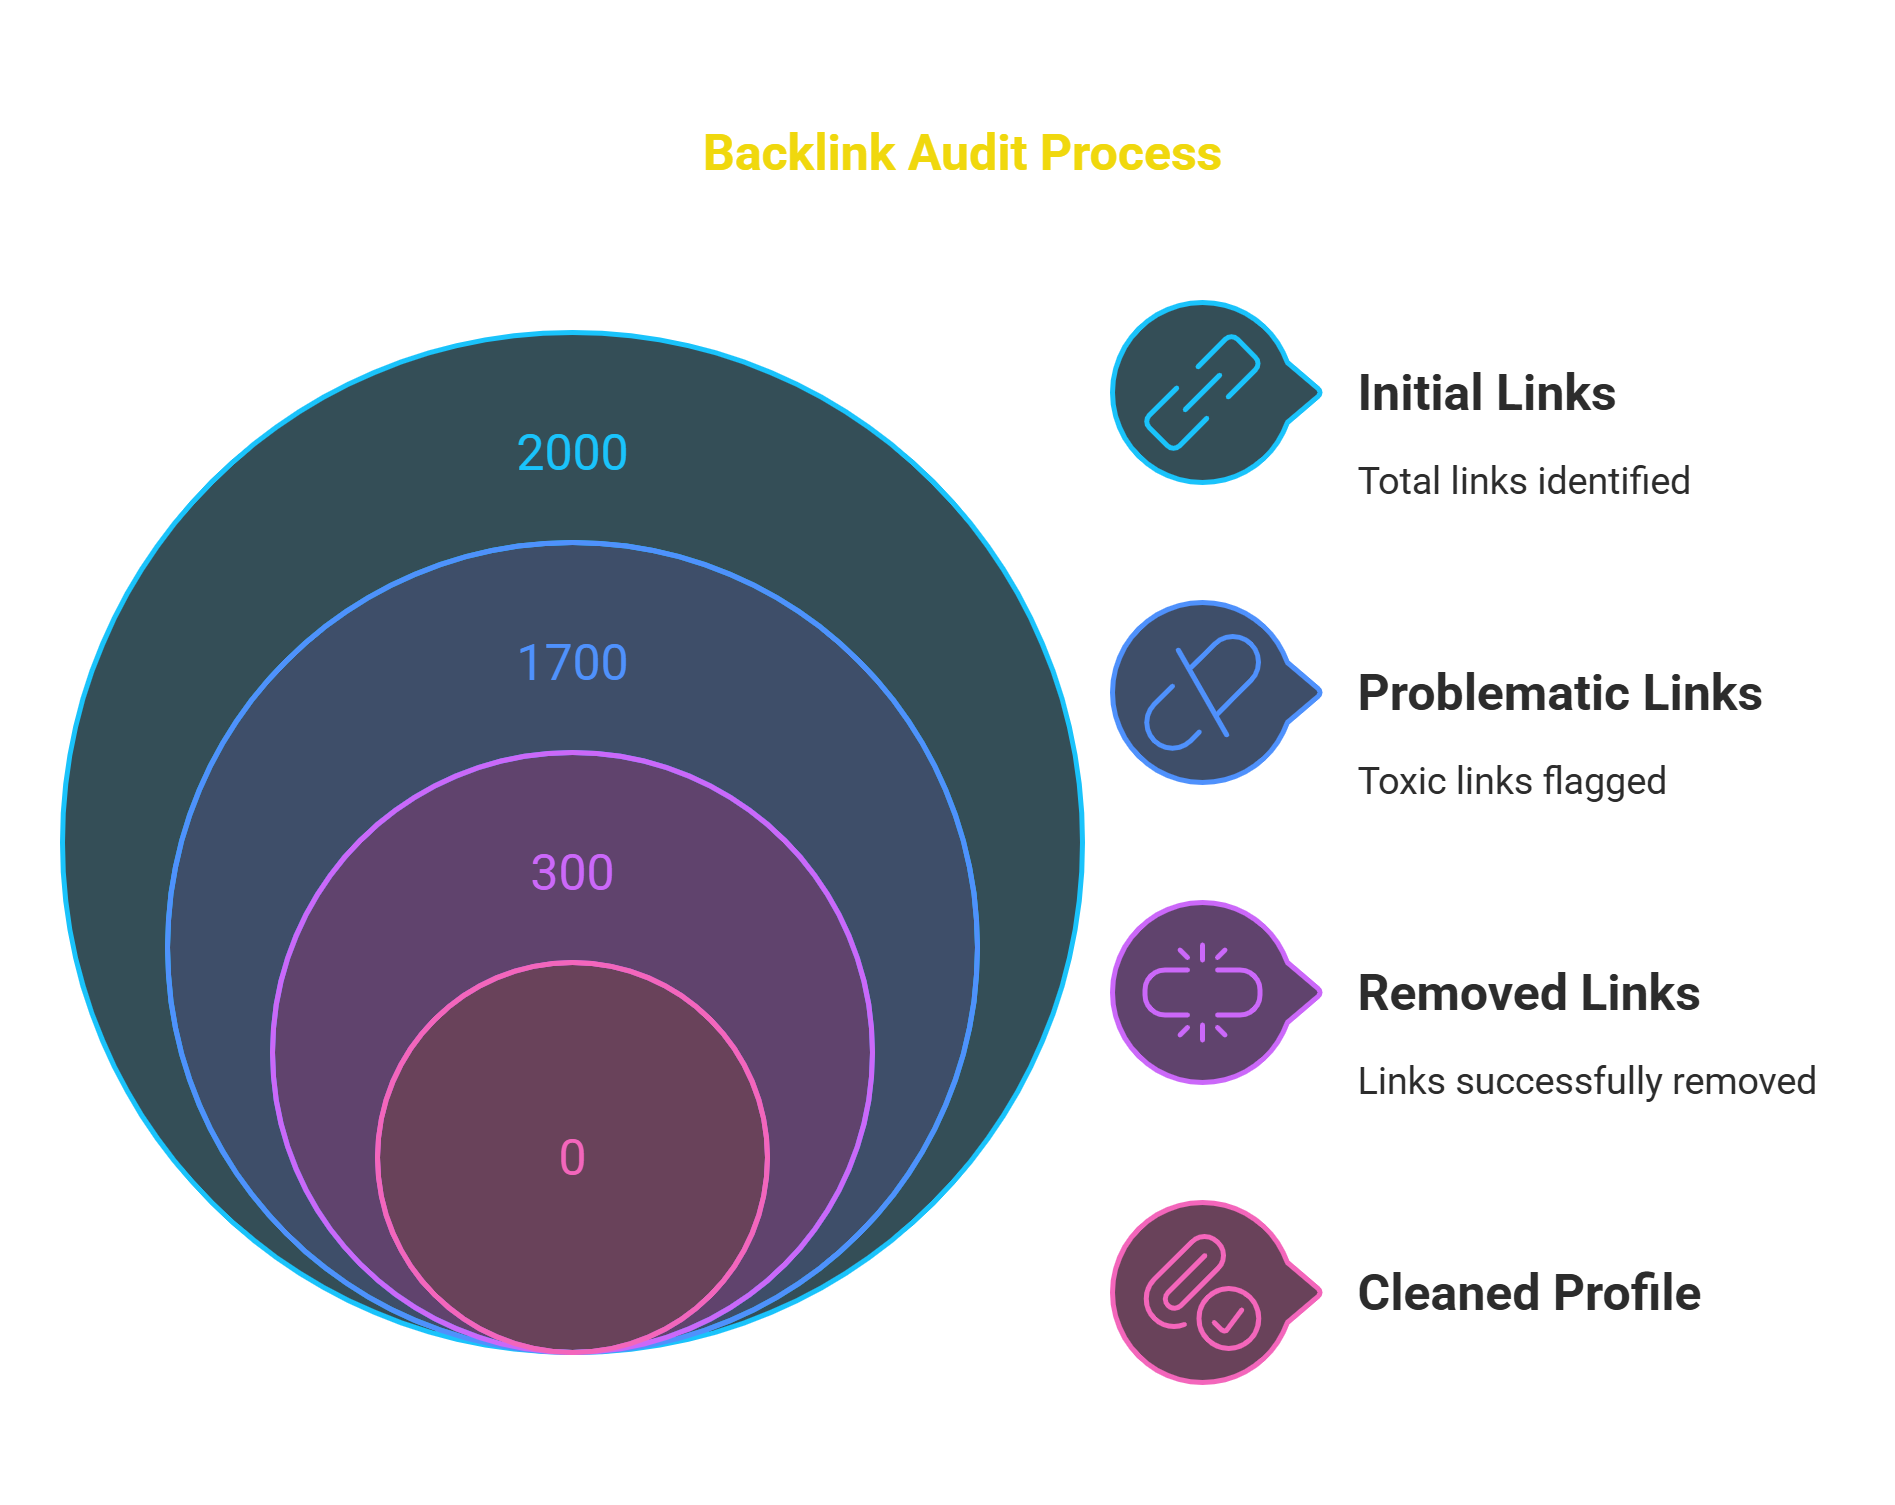 Backlink Audit Process
2000
1700
300
0
Initial Links
Total links identified
Problematic Links
Toxic links flagged
Removed Links
Links successfully removed
Cleaned Profile